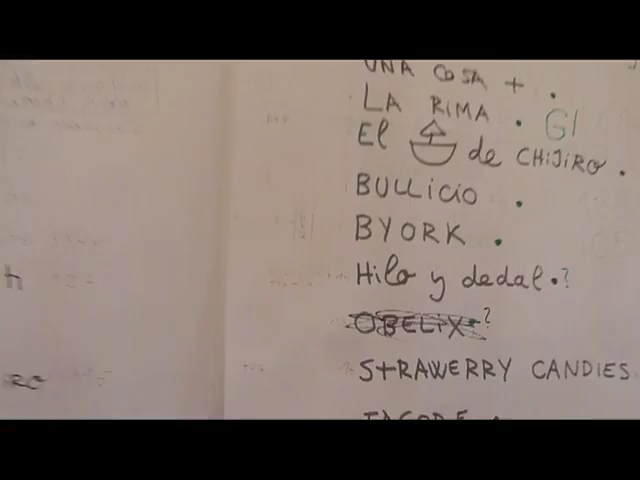 UNA COSA + .
LA RIMA . GI
El de CHIJIRO .
BULLICIO .
BYORK .
Hilo y dedal . ?
OBELIX ?
STRAWERRY CANDIES